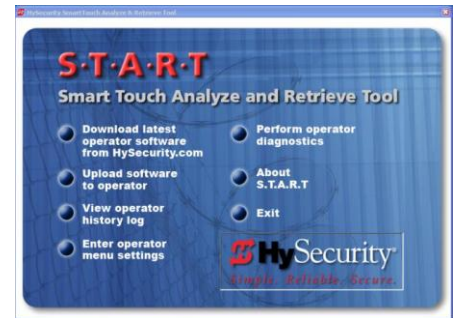 HySecurity SmartTouch Analyze & Retrieve Tool
S·T·A·R·T
Smart Touch Analyze and Retrieve Tool
Download latest
operator software
from HySecurity.com
Upload software
to operator
View operator
history log
Enter operator
menu settings
Perform operator
diagnostics
About
S.T.A.R.T
Exit
HySecurity®
Simple. Reliable. Secure.